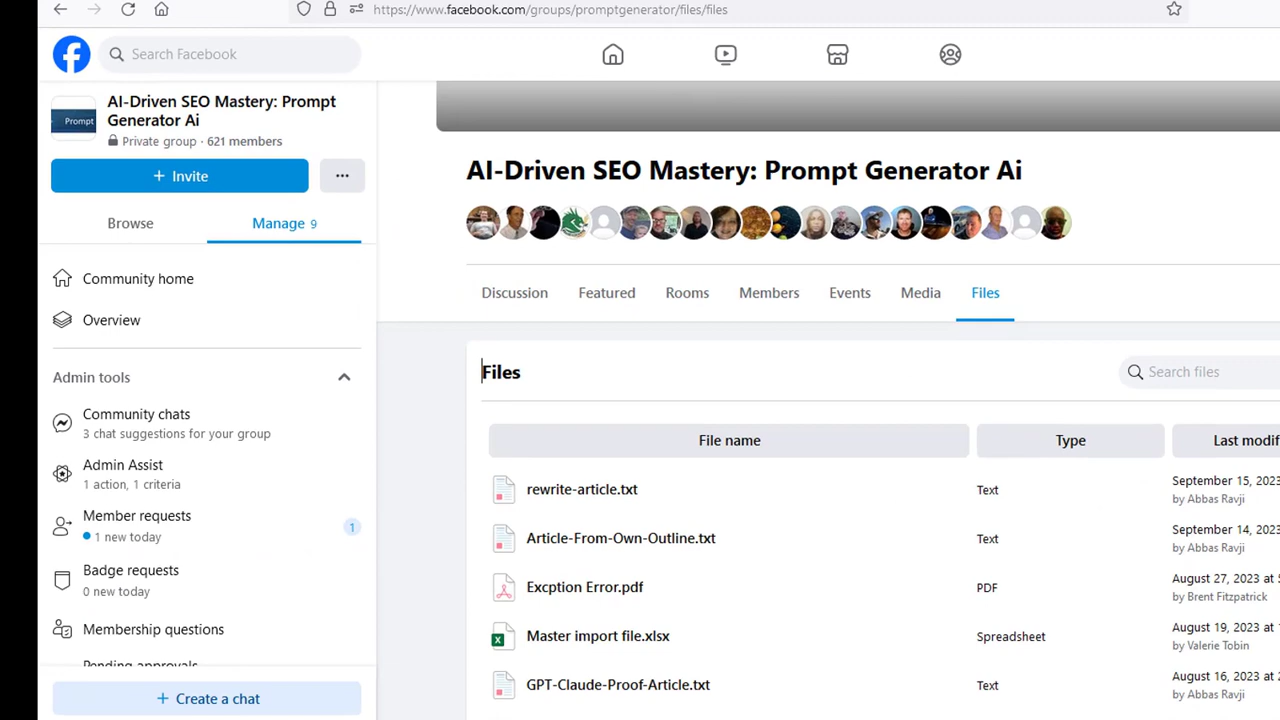 https://www.facebook.com/groups/promptgenerator/files/files
Search Facebook
AI-Driven SEO Mastery: Prompt
Generator Ai
Prompt
Private group · 621 members
+ Invite
Browse
Manage 9
Community home
Overview
Admin tools
Community chats
3 chat suggestions for your group
Admin Assist
1 action, 1 criteria
Member requests
1 new today
1
Badge requests
0 new today
Membership questions
Pending approvals
+ Create a chat
AI-Driven SEO Mastery: Prompt Generator Ai
Discussion Featured Rooms Members Events Media Files
Files
Search files
File name Type Last modif
rewrite-article.txt Text September 15, 2023
by Abbas Ravji
Article-From-Own-Outline.txt Text September 14, 2023
by Abbas Ravji
Excption Error.pdf PDF August 27, 2023 at 5
by Brent Fitzpatrick
Master import file.xlsx Spreadsheet August 19, 2023 at 1
by Valerie Tobin
GPT-Claude-Proof-Article.txt Text August 16, 2023 at 2
by Abbas Ravji